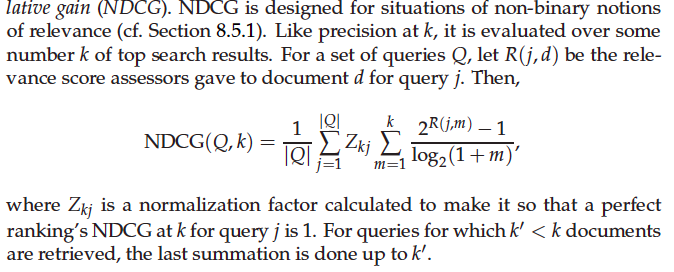 lative gain (NDCG). NDCG is designed for situations of non-binary notions
of relevance (cf. Section 8.5.1). Like precision at k, it is evaluated over some
number k of top search results. For a set of queries Q, let R(j, d) be the rele-
vance score assessors gave to document d for query j. Then,
NDCG(Q, k) = \frac{1}{|Q|} \sum_{j=1}^{|Q|} Z_{kj} \sum_{m=1}^{k} \frac{2^{R(j,m)} - 1}{\log_2(1 + m)},
where Z_{kj} is a normalization factor calculated to make it so that a perfect
ranking's NDCG at k for query j is 1. For queries for which k′ < k documents
are retrieved, the last summation is done up to k′.